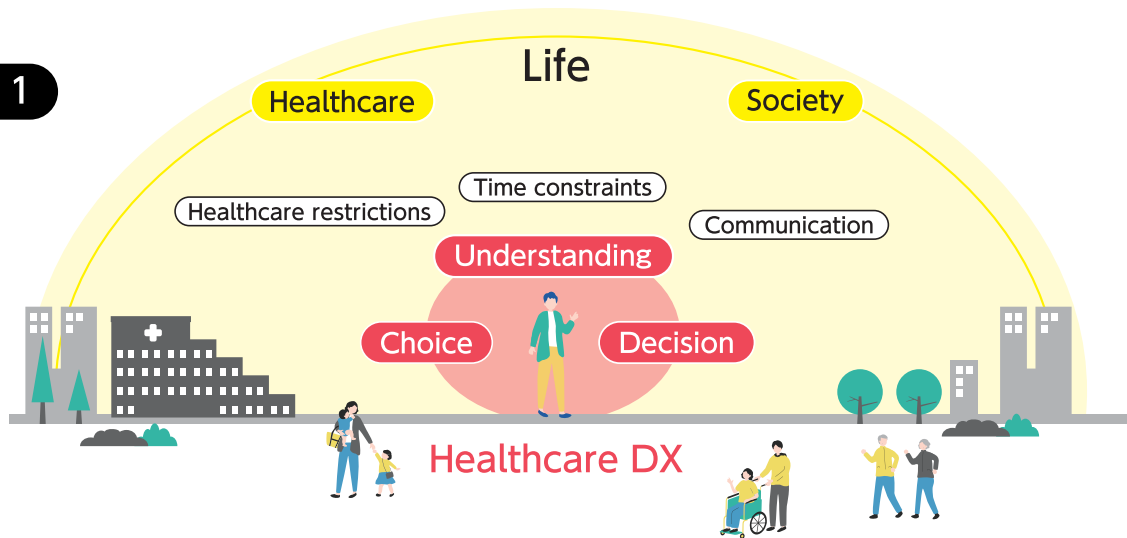 1
Life
Healthcare
Society
Time constraints
Healthcare restrictions
Communication
Understanding
Choice
Decision
Healthcare DX